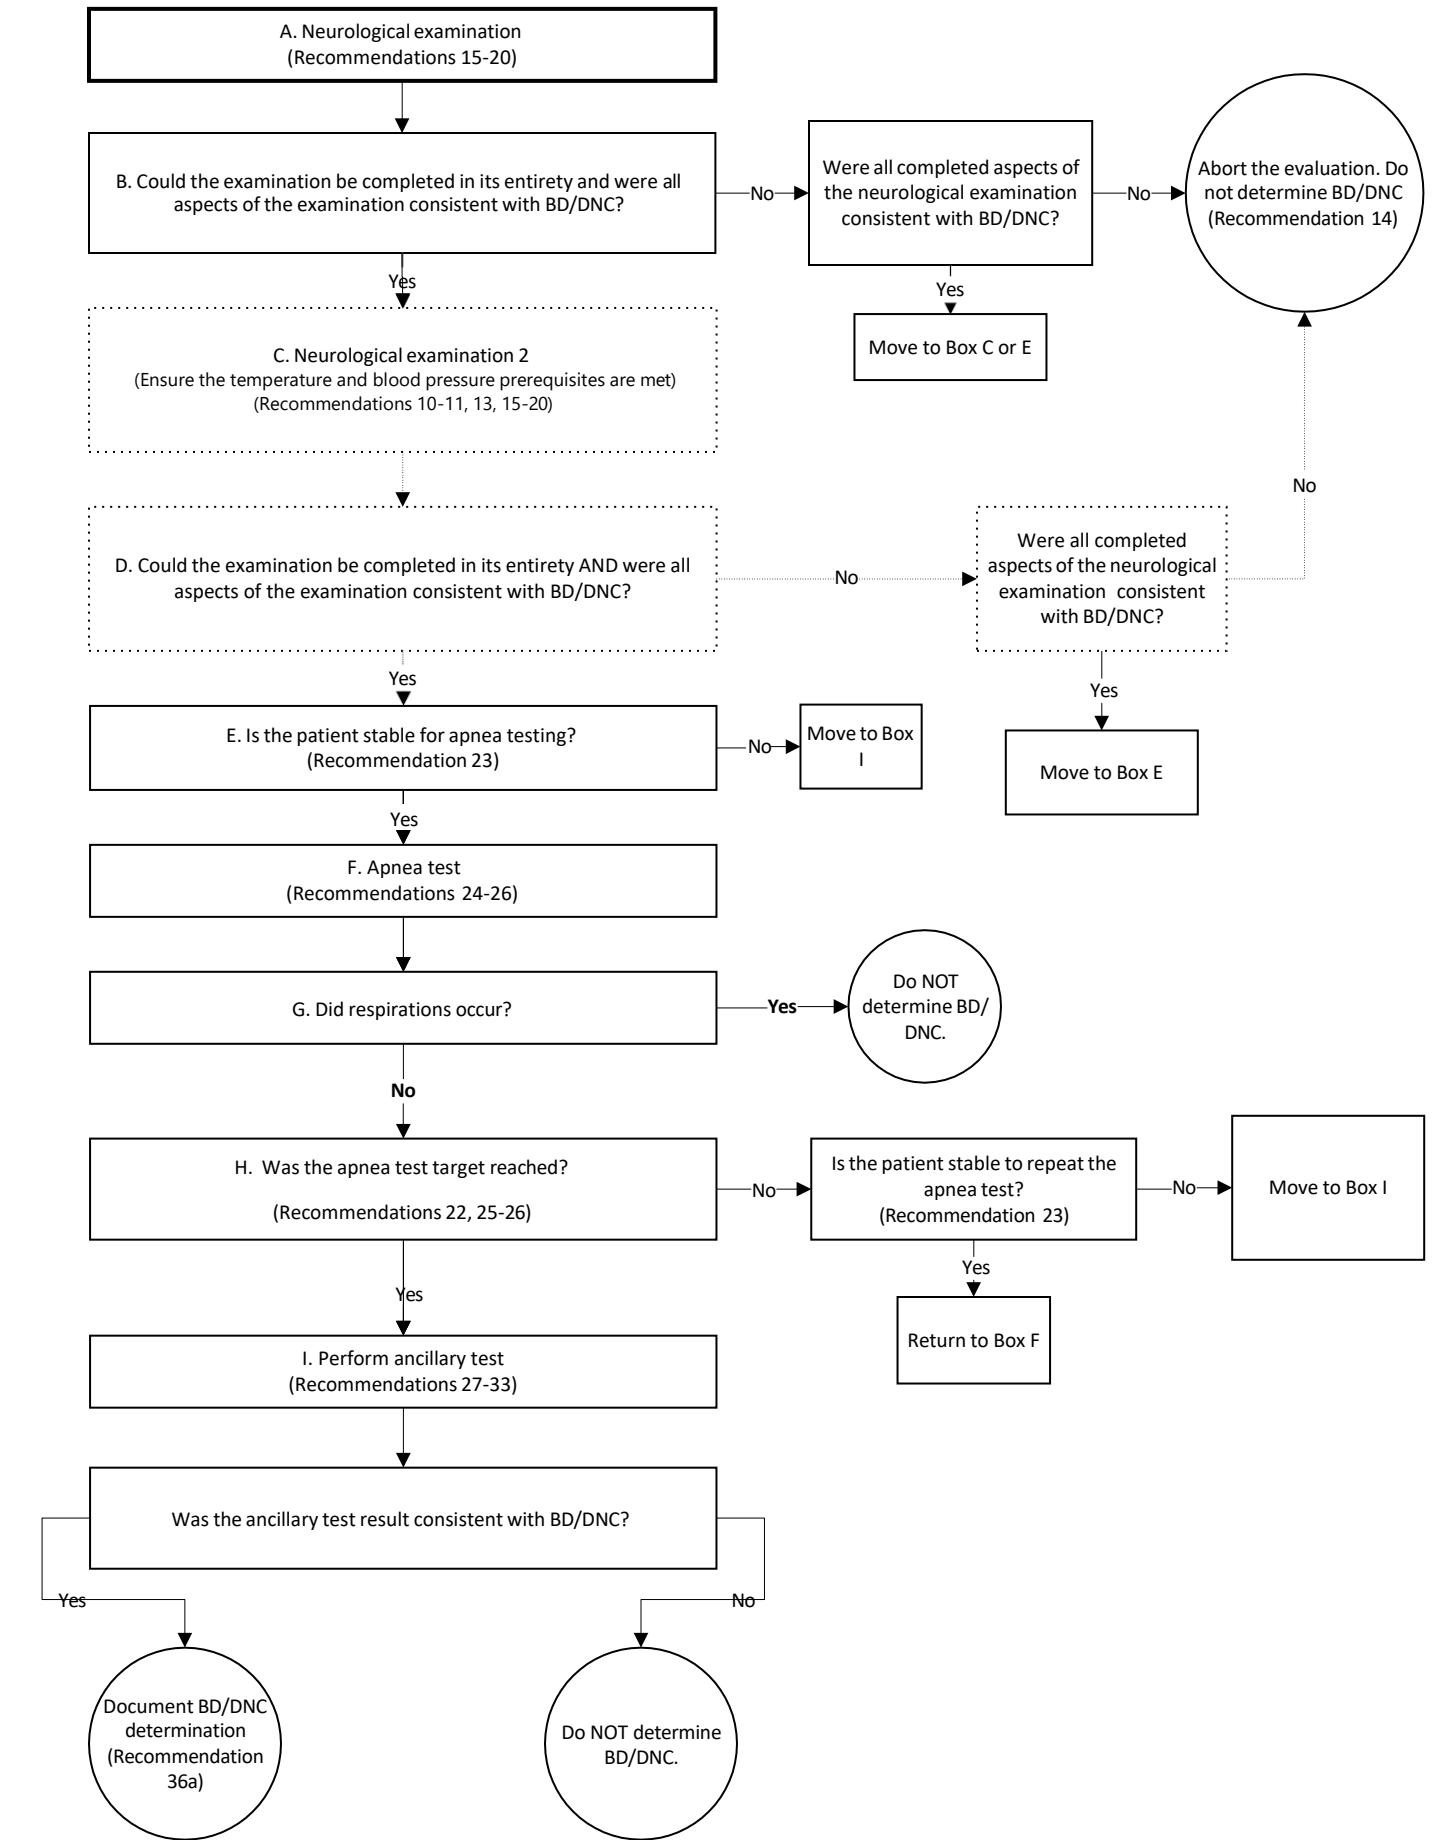 A. Neurological examination
(Recommendations 15-20)
B. Could the examination be completed in its entirety and were all
aspects of the examination consistent with BD/DNC?
No
Were all completed aspects of
the neurological examination
consistent with BD/DNC?
No
Abort the evaluation. Do
not determine BD/DNC
(Recommendation 14)
Yes
Yes
Move to Box C or E
C. Neurological examination 2
(Ensure the temperature and blood pressure prerequisites are met)
(Recommendations 10-11, 13, 15-20)
D. Could the examination be completed in its entirety AND were all
aspects of the examination consistent with BD/DNC?
No
Were all completed
aspects of the neurological
examination consistent
with BD/DNC?
No
Yes
Yes
Move to Box E
E. Is the patient stable for apnea testing?
(Recommendation 23)
No
Move to Box
I
Yes
F. Apnea test
(Recommendations 24-26)
G. Did respirations occur?
Yes
Do NOT
determine BD/
DNC.
No
H. Was the apnea test target reached?
(Recommendations 22, 25-26)
No
Is the patient stable to repeat the
apnea test?
(Recommendation 23)
No
Move to Box I
Yes
Return to Box F
Yes
I. Perform ancillary test
(Recommendations 27-33)
Was the ancillary test result consistent with BD/DNC?
Yes
No
Document BD/DNC
determination
(Recommendation
36a)
Do NOT determine
BD/DNC.